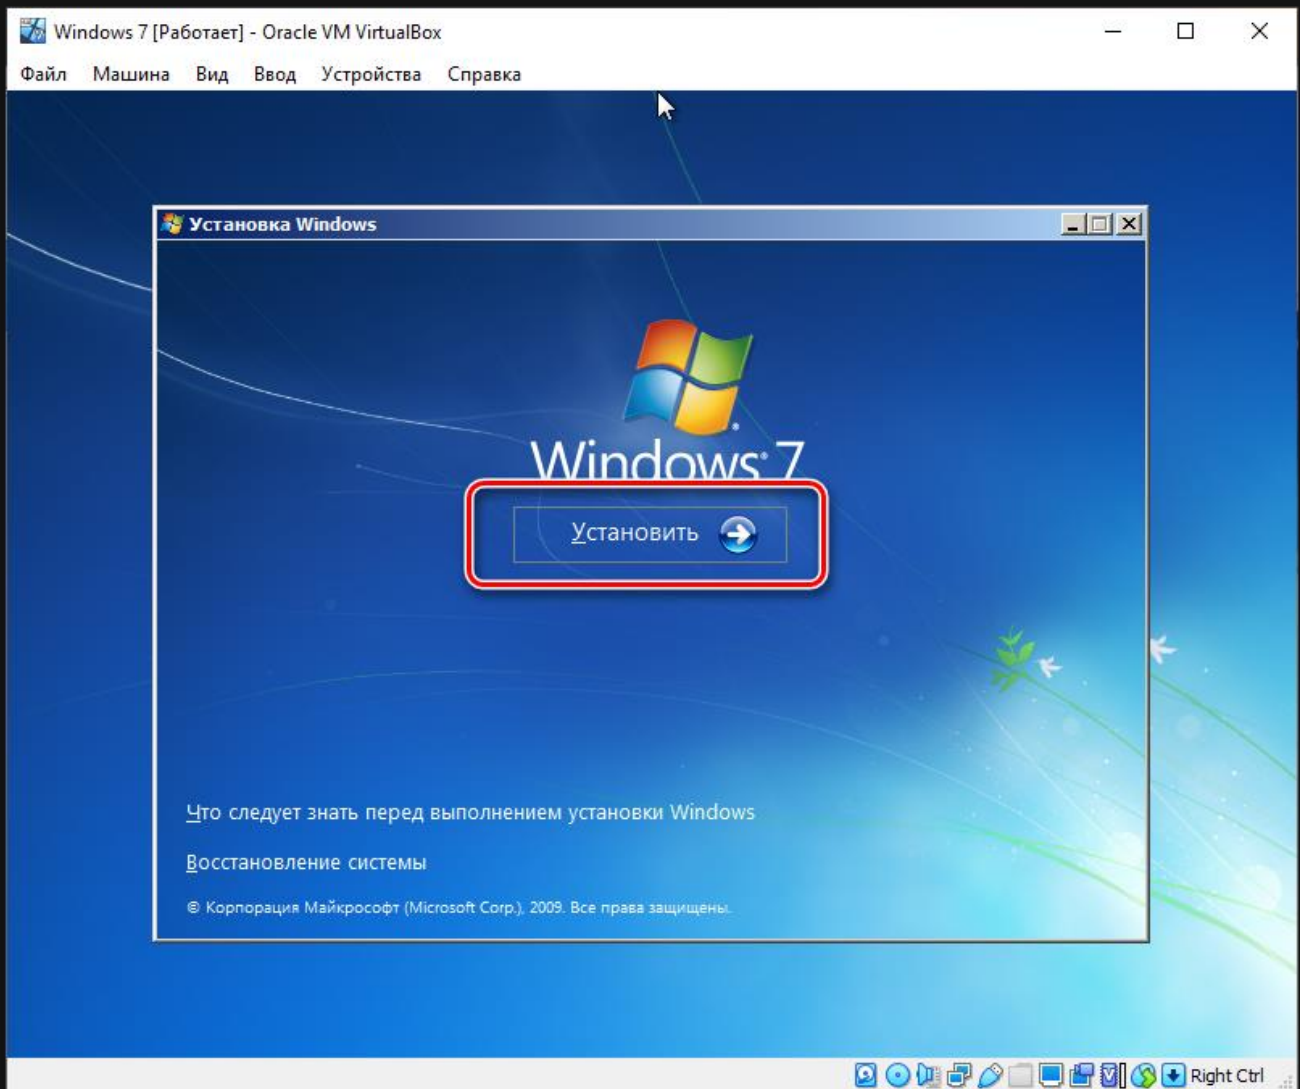 Windows 7 [Работает] - Oracle VM VirtualBox
Файл Машина Вид Ввод Устройства Справка
Установка Windows
Windows® 7
Установить
Что следует знать перед выполнением установки Windows
Восстановление системы
© Корпорация Майкрософт (Microsoft Corp.), 2009. Все права защищены.
Right Ctrl